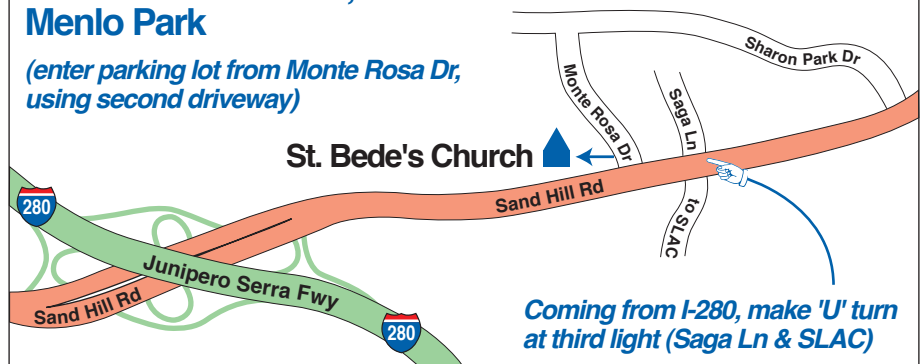 Menlo Park
(enter parking lot from Monte Rosa Dr,
using second driveway)
Sharon Park Dr
Monte Rosa Dr
Saga Ln
St. Bede's Church
Sand Hill Rd
to SLAC
280
Junipero Serra Fwy
Sand Hill Rd
280
Coming from I-280, make 'U' turn
at third light (Saga Ln & SLAC)